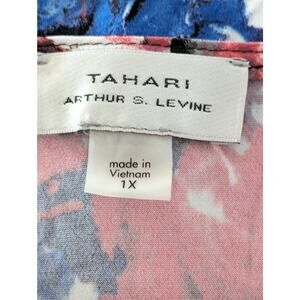 TAHARI
ARTHUR S. LEVINE
made in
Vietnam
1X